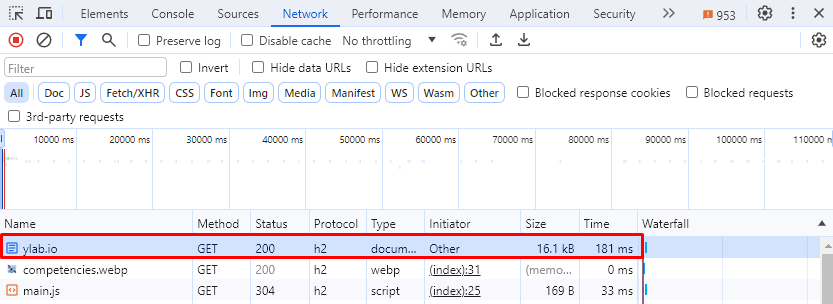 Elements Console Sources Network Performance Memory Application Security 953
Preserve log Disable cache No throttling
Filter Invert Hide data URLs Hide extension URLs
All Doc JS Fetch/XHR CSS Font Img Media Manifest WS Wasm Other Blocked response cookies Blocked requests
3rd-party requests
10000 ms 20000 ms 30000 ms 40000 ms 50000 ms 60000 ms 70000 ms 80000 ms 90000 ms 100000 ms 110000 m
Name Method Status Protocol Type Initiator Size Time Waterfall
ylab.io GET 200 h2 docum... Other 16.1 kB 181 ms
competencies.webp GET 200 h2 webp (index):31 (memo... 0 ms
main.js GET 304 h2 script (index):25 169 B 33 ms